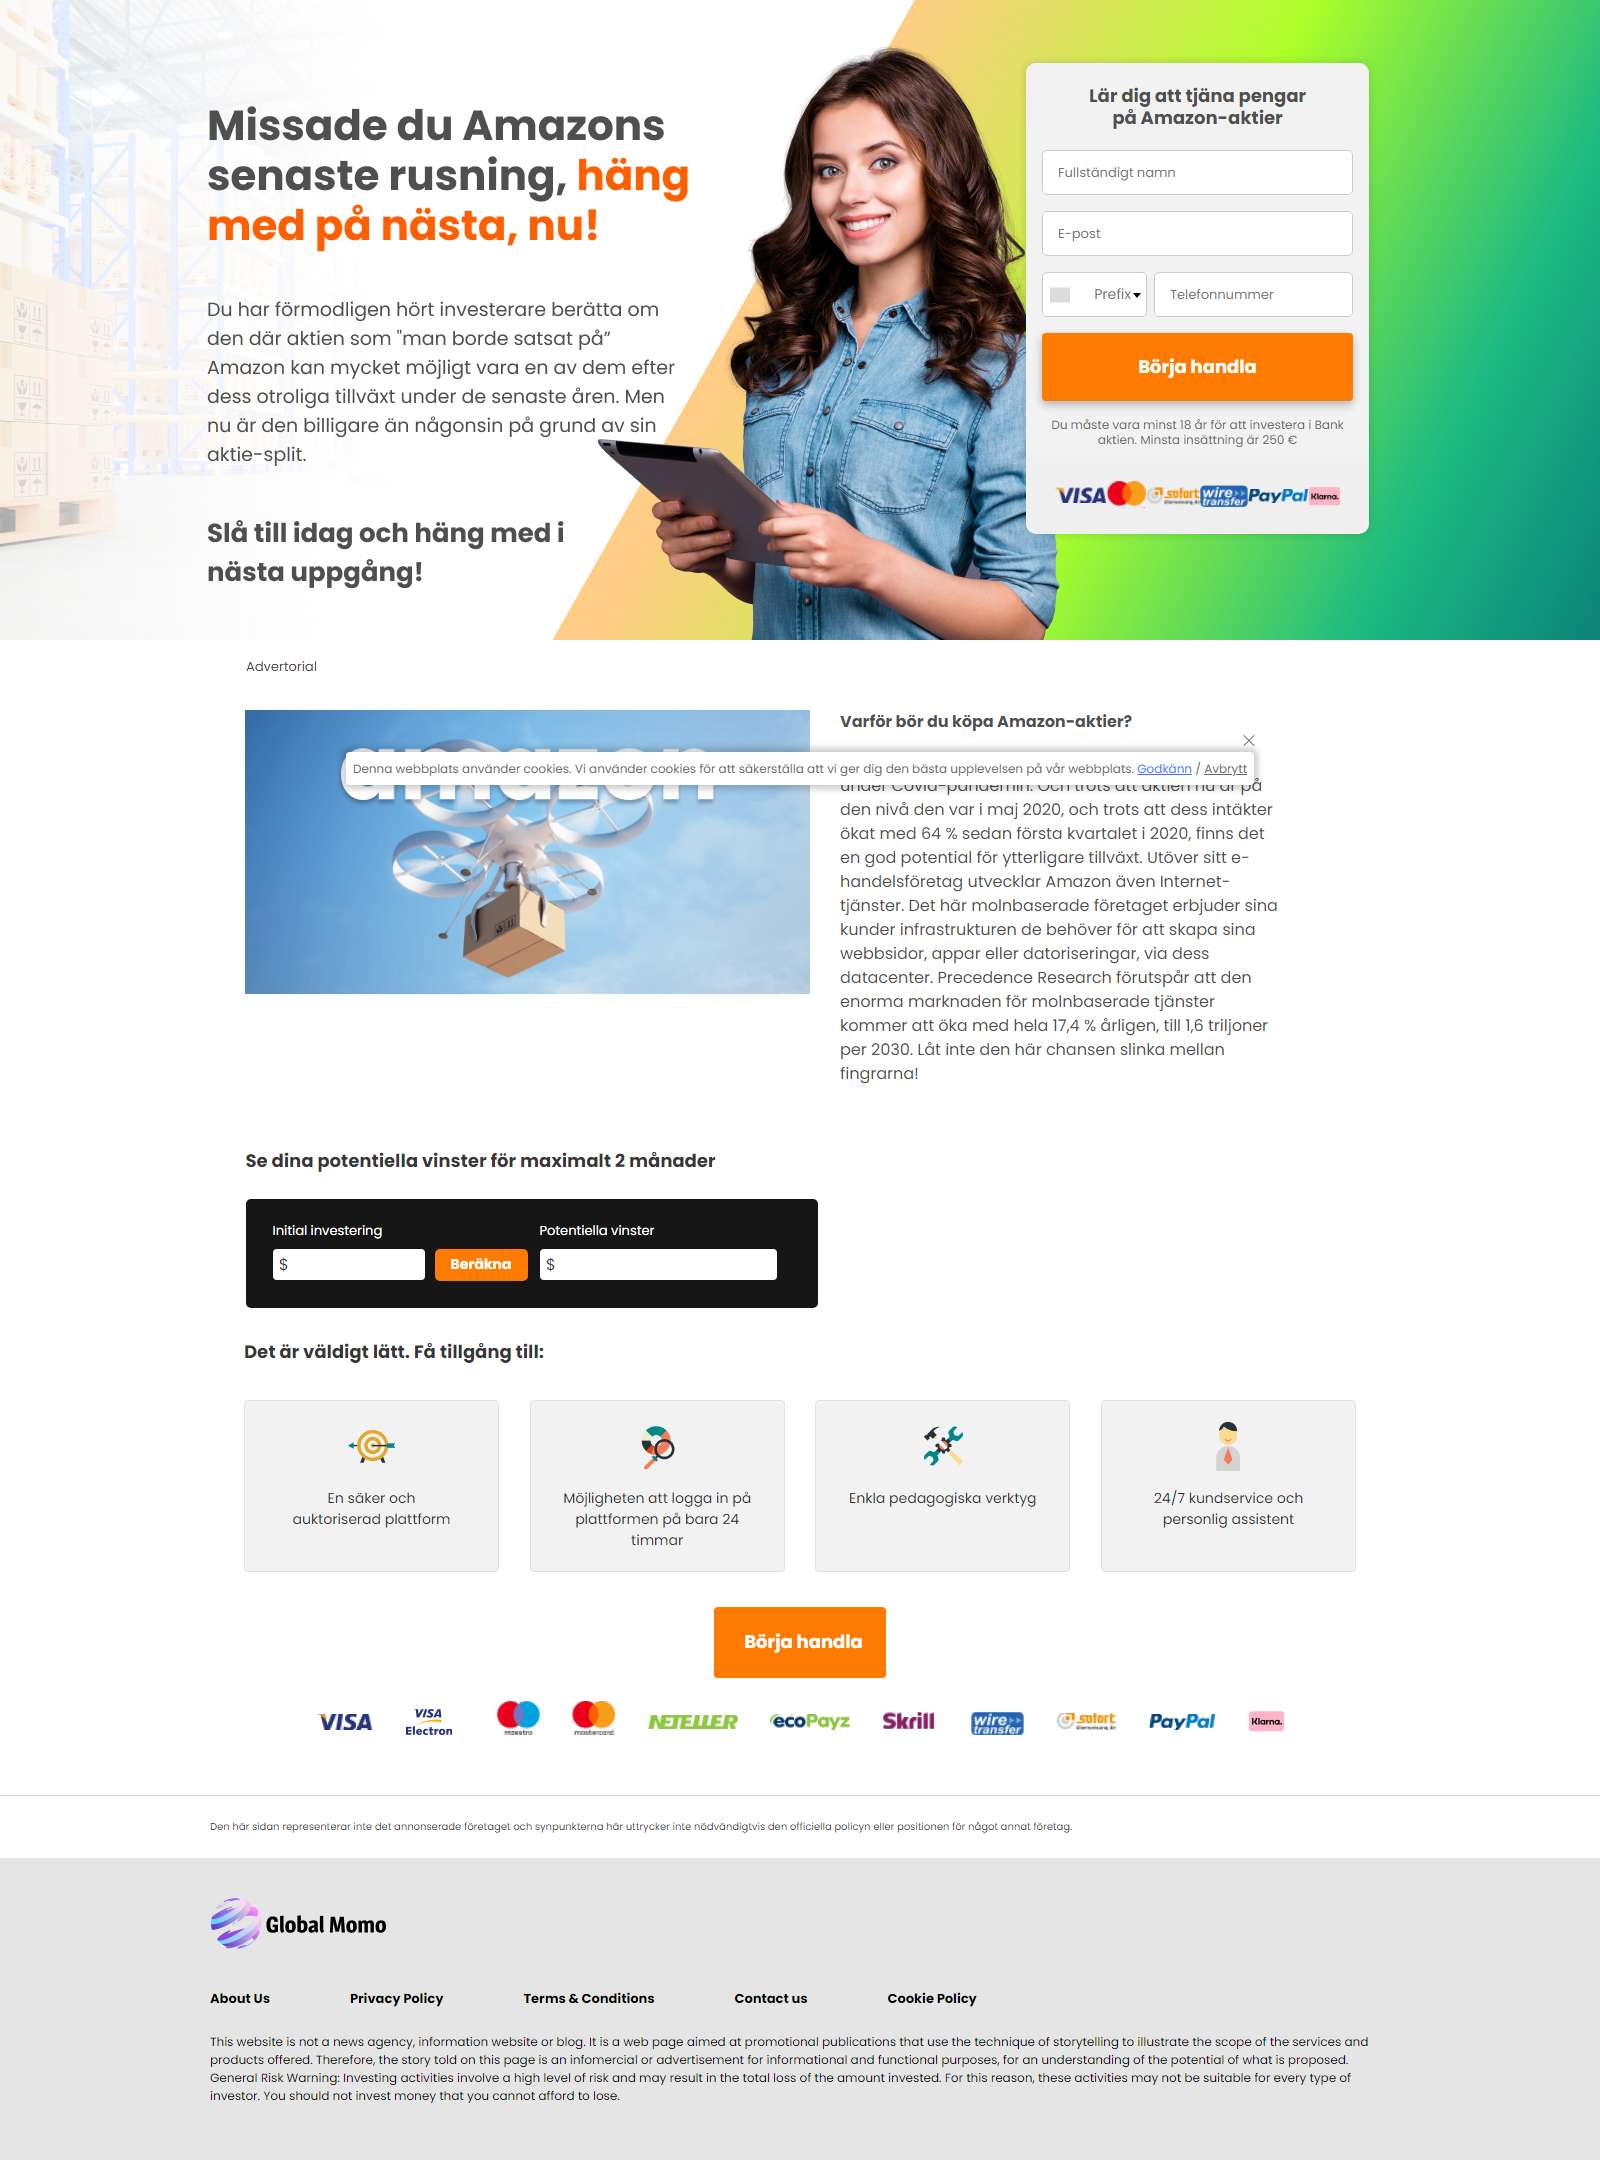 Missade du Amazons
senaste rusning, häng
med på nästa, nu!
Du har förmodligen hört investerare berätta om
den där aktien som "man borde satsat på”
Amazon kan mycket möjligt vara en av dem efter
dess otroliga tillväxt under de senaste åren. Men
nu är den billigare än någonsin på grund av sin
aktie-split.
Slå till idag och häng med i
nästa uppgång!
Lär dig att tjäna pengar
på Amazon-aktier
Fullständigt namn
E-post
Prefix
Telefonnummer
Börja handla
Du måste vara minst 18 år för att investera i Bank
aktien. Minsta insättning är 250 €
VISA
sofort
wire
transfer
PayPal
Klarna.
Advertorial
amazon
Varför bör du köpa Amazon-aktier?
Denna webbplats använder cookies. Vi använder cookies för att säkerställa att vi ger dig den bästa upplevelsen på vår webbplats. Godkänn / Avbrytt
under Covid-pandemin. Och trots att aktien nu är på
den nivå den var i maj 2020, och trots att dess intäkter
ökat med 64 % sedan första kvartalet i 2020, finns det
en god potential för ytterligare tillväxt. Utöver sitt e-
handelsföretag utvecklar Amazon även Internet-
tjänster. Det här molnbaserade företaget erbjuder sina
kunder infrastrukturen de behöver för att skapa sina
webbsidor, appar eller datoriseringar, via dess
datacenter. Precedence Research förutspår att den
enorma marknaden för molnbaserade tjänster
kommer att öka med hela 17,4 % årligen, till 1,6 triljoner
per 2030. Låt inte den här chansen slinka mellan
fingrarna!
Se dina potentiella vinster för maximalt 2 månader
Initial investering
Potentiella vinster
$
Beräkna
$
Det är väldigt lätt. Få tillgång till:
En säker och
auktoriserad plattform
Möjligheten att logga in på
plattformen på bara 24
timmar
Enkla pedagogiska verktyg
24/7 kundservice och
personlig assistent
Börja handla
VISA
VISA
Electron
maestro
mastercard
NETELLER
ecoPayz
Skrill
wire
transfer
sofort
PayPal
Klarna.
Den här sidan representerar inte det annonserade företaget och synpunkterna här uttrycker inte nödvändigtvis den officiella policyn eller positionen för något annat företag.
Global Momo
About Us
Privacy Policy
Terms & Conditions
Contact us
Cookie Policy
This website is not a news agency, information website or blog. It is a web page aimed at promotional publications that use the technique of storytelling to illustrate the scope of the services and
products offered. Therefore, the story told on this page is an infomercial or advertisement for informational and functional purposes, for an understanding of the potential of what is proposed.
General Risk Warning: Investing activities involve a high level of risk and may result in the total loss of the amount invested. For this reason, these activities may not be suitable for every type of
investor. You should not invest money that you cannot afford to lose.